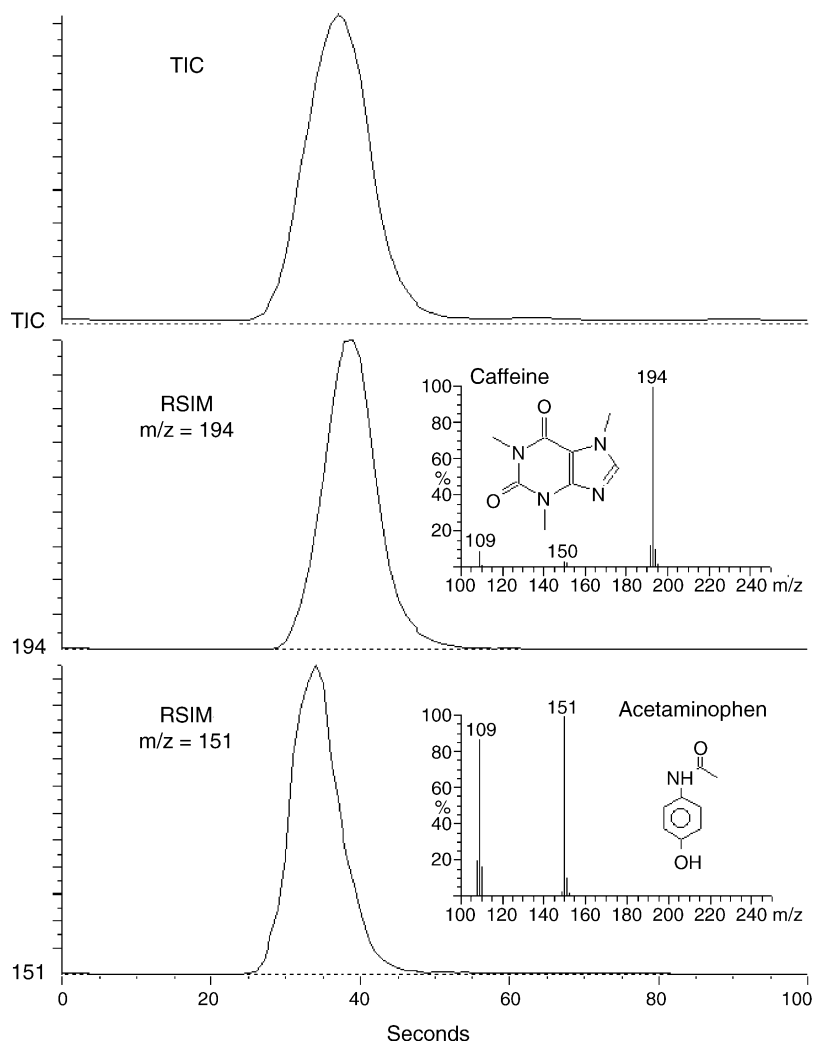 TIC
TIC
RSIM
m/z = 194
194
Caffeine
194
100
80
60
%
40
20
109
150
100 120 140 160 180 200 220 240 m/z
O
N
N
O
N
N
RSIM
m/z = 151
151
151
Acetaminophen
100
109
80
60
%
40
20
100 120 140 160 180 200 220 240 m/z
O
NH
OH
0 20 40 60 80 100
Seconds